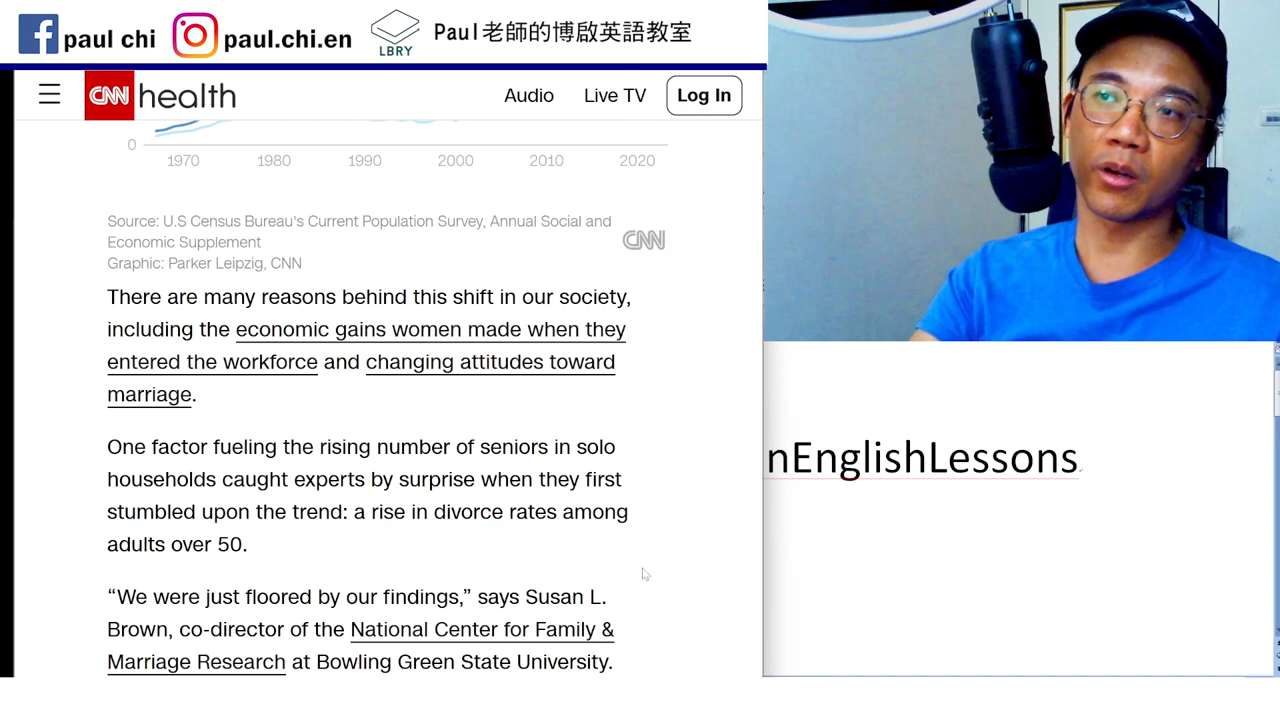 paul chi
paul.chi.en
LBRY
Paul老師的博啟英語教室
CNN health
Audio
Live TV
Log In
0
1970
1980
1990
2000
2010
2020
Source: U.S Census Bureau's Current Population Survey, Annual Social and
Economic Supplement
CNN
Graphic: Parker Leipzig, CNN
There are many reasons behind this shift in our society,
including the economic gains women made when they
entered the workforce and changing attitudes toward
marriage.
One factor fueling the rising number of seniors in solo
households caught experts by surprise when they first
stumbled upon the trend: a rise in divorce rates among
adults over 50.
“We were just floored by our findings,” says Susan L.
Brown, co-director of the National Center for Family &
Marriage Research at Bowling Green State University.
nEnglishLessons